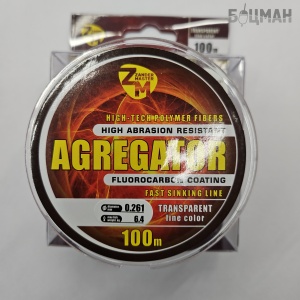 БОЦМАН
ZANDER
MASTER
ZM
100m
HIGH-TECH POLYMER FIBERS
HIGH ABRASION RESISTANT
AGREGATOR
FLUOROCARBON COATING
FAST SINKING LINE
0.261
6.4
TRANSPARENT
line color
100m